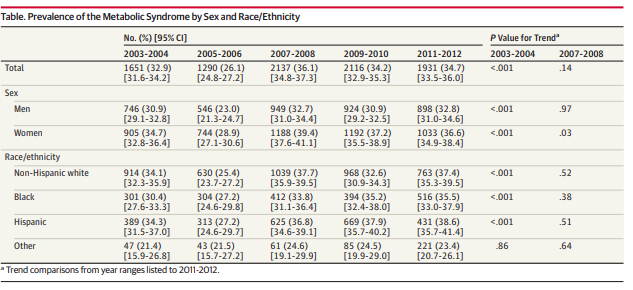 Table. Prevalence of the Metabolic Syndrome by Sex and Race/Ethnicity
No. (%) [95% CI] P Value for Trendᵃ
2003-2004 2005-2006 2007-2008 2009-2010 2011-2012 2003-2004 2007-2008
Total 1651 (32.9) 1290 (26.1) 2137 (36.1) 2116 (34.2) 1931 (34.7) <.001 .14
[31.6-34.2] [24.8-27.2] [34.8-37.3] [32.9-35.3] [33.5-36.0]
Sex
Men 746 (30.9) 546 (23.0) 949 (32.7) 924 (30.9) 898 (32.8) <.001 .97
[29.1-32.8] [21.3-24.7] [31.0-34.4] [29.2-32.5] [31.0-34.6]
Women 905 (34.7) 744 (28.9) 1188 (39.4) 1192 (37.2) 1033 (36.6) <.001 .03
[32.8-36.4] [27.1-30.6] [37.6-41.1] [35.5-38.9] [34.9-38.4]
Race/ethnicity
Non-Hispanic white 914 (34.1) 630 (25.4) 1039 (37.7) 968 (32.6) 763 (37.4) <.001 .52
[32.3-35.9] [23.7-27.2] [35.9-39.5] [30.9-34.3] [35.3-39.5]
Black 301 (30.4) 304 (27.2) 412 (33.8) 394 (35.2) 516 (35.5) <.001 .38
[27.6-33.3] [24.6-29.8] [31.1-36.4] [32.4-38.0] [33.0-37.9]
Hispanic 389 (34.3) 313 (27.2) 625 (36.8) 669 (37.9) 431 (38.6) <.001 .51
[31.5-37.0] [24.6-29.7] [34.6-39.1] [35.7-40.2] [35.7-41.4]
Other 47 (21.4) 43 (21.5) 61 (24.6) 85 (24.5) 221 (23.4) .86 .64
[15.9-26.8] [15.7-27.2] [19.1-29.9] [19.9-29.0] [20.7-26.1]
ᵃ Trend comparisons from year ranges listed to 2011-2012.